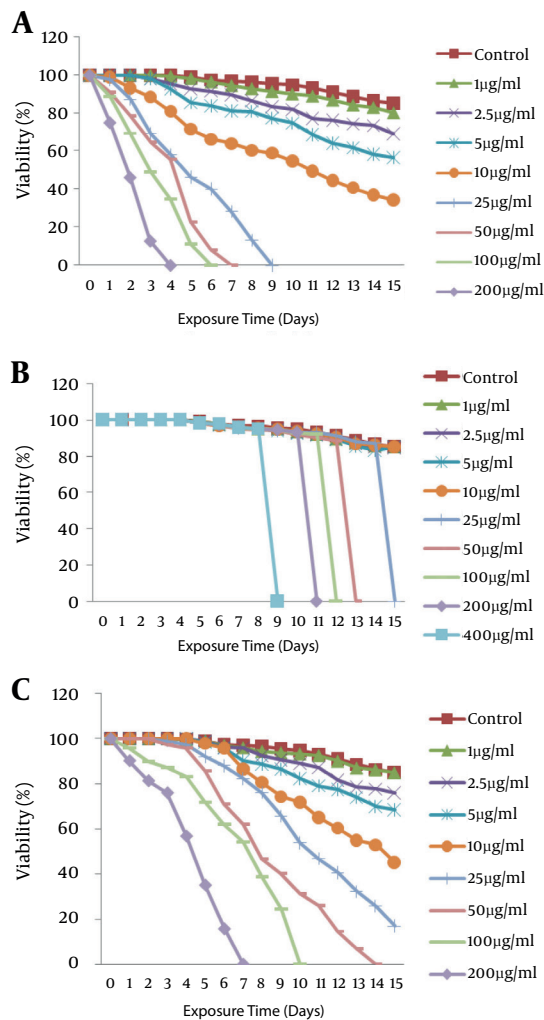 A
120
100
80
60
40
20
0
Viability (%)
0 1 2 3 4 5 6 7 8 9 10 11 12 13 14 15
Exposure Time (Days)
Control
1µg/ml
2.5µg/ml
5µg/ml
10µg/ml
25µg/ml
50µg/ml
100µg/ml
200µg/ml
B
120
100
80
60
40
20
0
Viability (%)
0 1 2 3 4 5 6 7 8 9 10 11 12 13 14 15
Exposure Time (Days)
Control
1µg/ml
2.5µg/ml
5µg/ml
10µg/ml
25µg/ml
50µg/ml
100µg/ml
200µg/ml
400µg/ml
C
120
100
80
60
40
20
0
Viability (%)
0 1 2 3 4 5 6 7 8 9 10 11 12 13 14 15
Exposure Time (Days)
Control
1µg/ml
2.5µg/ml
5µg/ml
10µg/ml
25µg/ml
50µg/ml
100µg/ml
200µg/ml